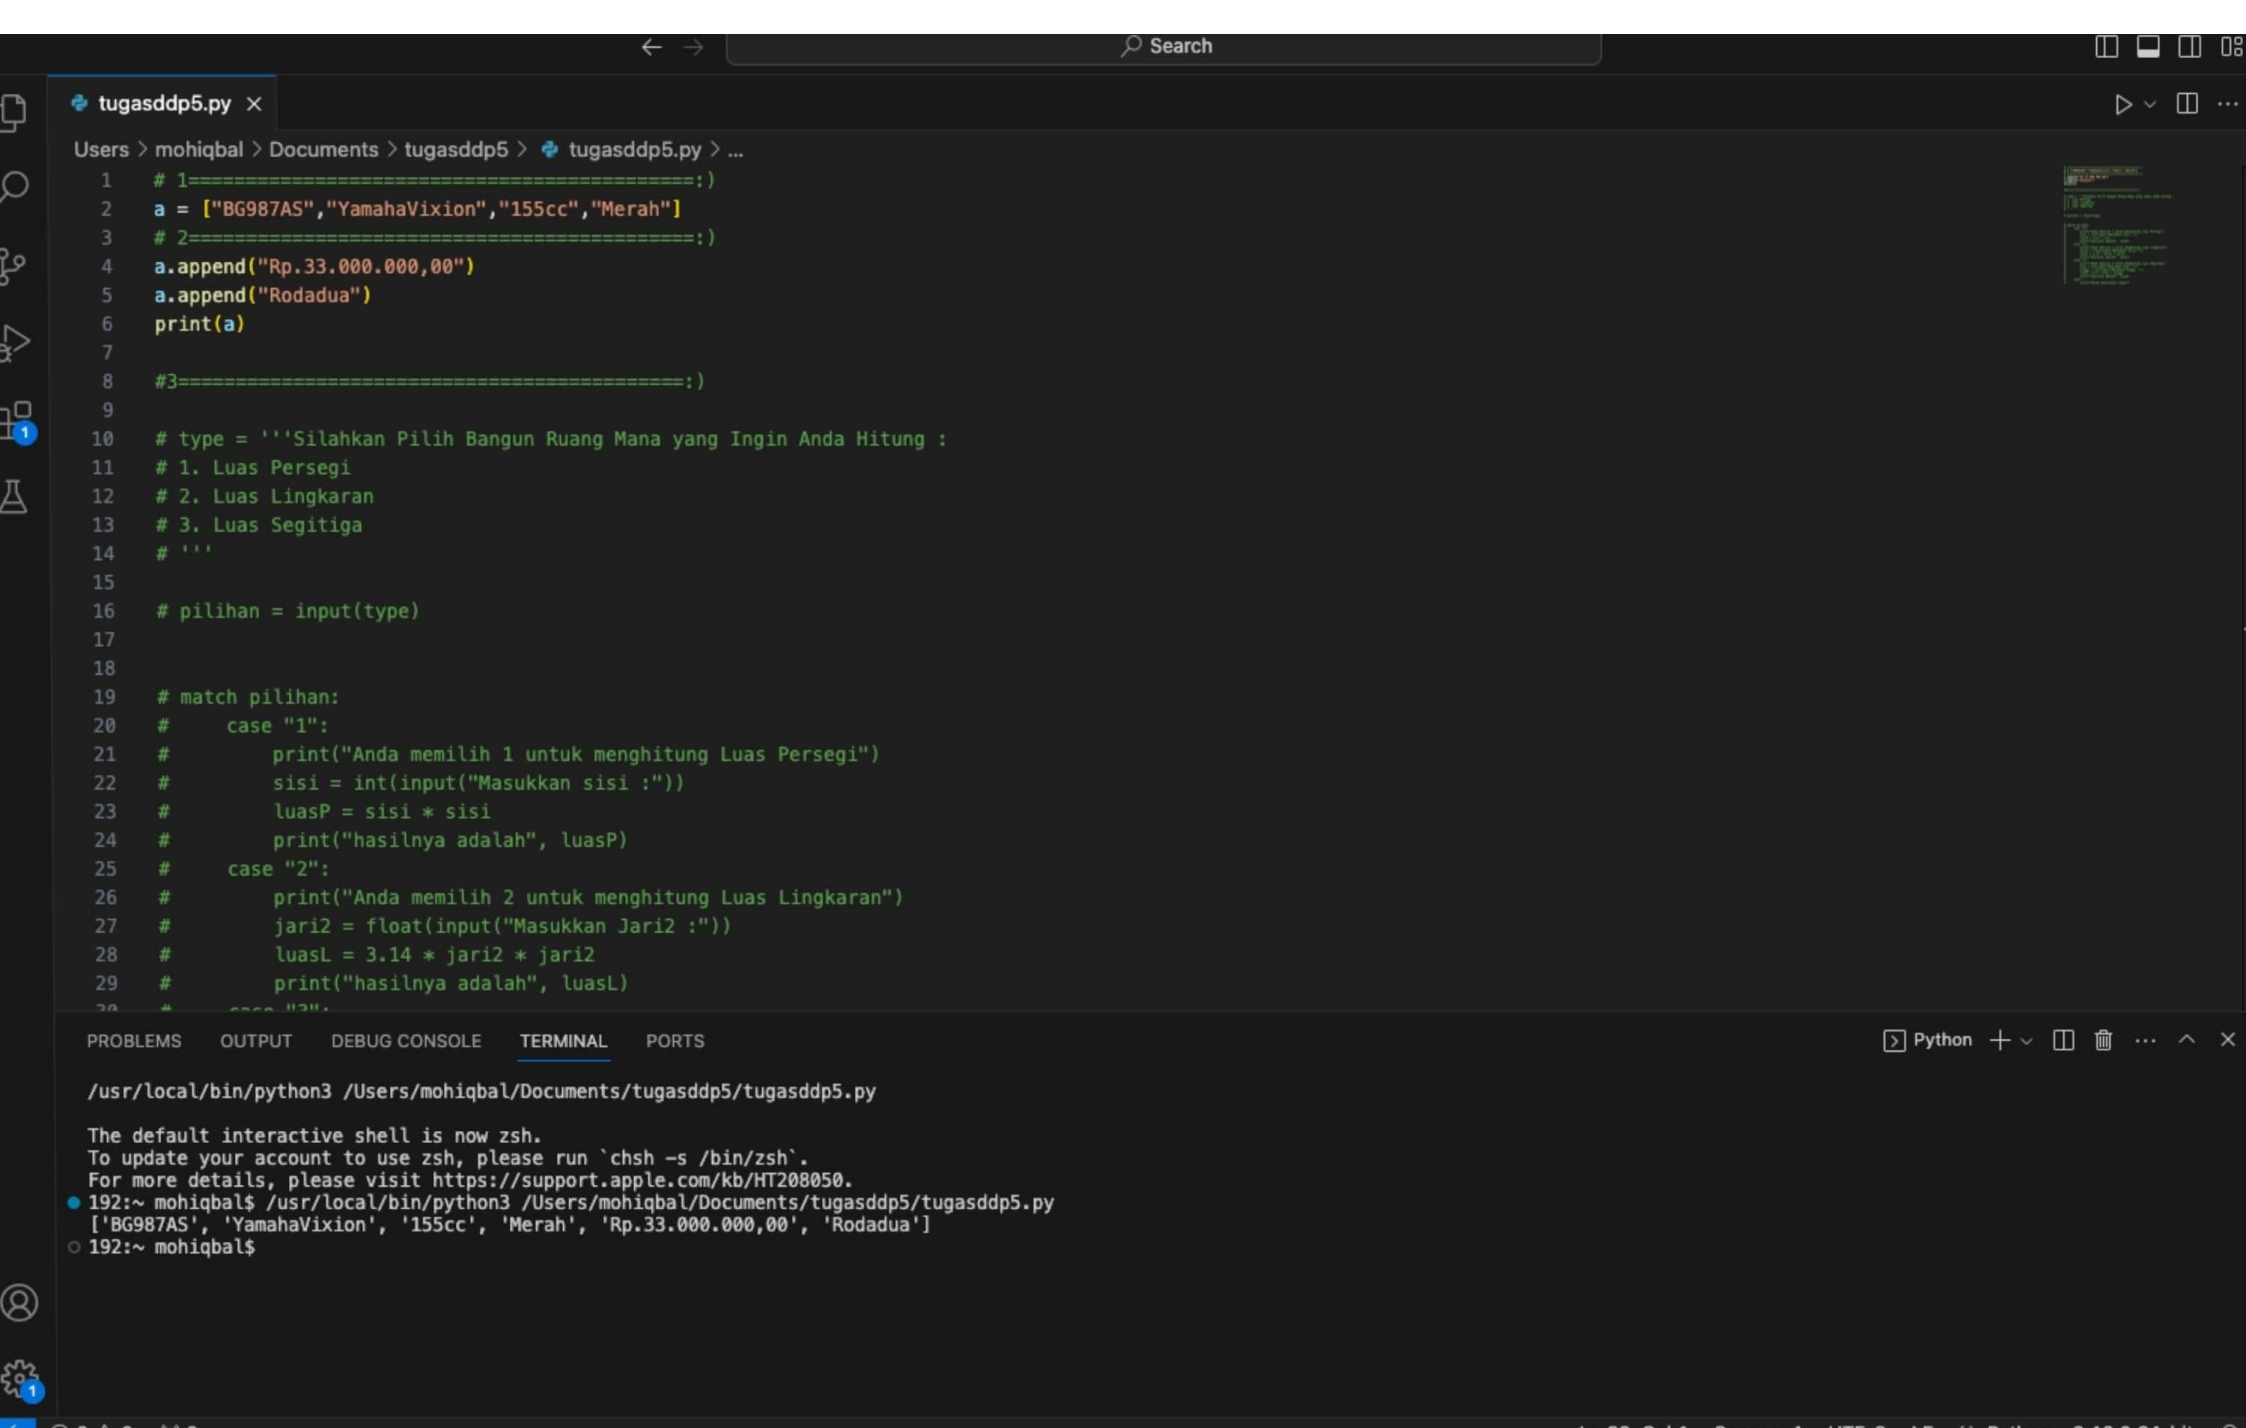 Search
tugasddp5.py
Users > mohiqbal > Documents > tugasddp5 > tugasddp5.py > ...
1 # 1============================================:)
2 a = ["BG987AS","YamahaVixion","155cc","Merah"]
3 # 2============================================:)
4 a.append("Rp.33.000.000,00")
5 a.append("Rodadua")
6 print(a)
7
8 #3============================================:)
9
10 # type = '''Silahkan Pilih Bangun Ruang Mana yang Ingin Anda Hitung :
11 # 1. Luas Persegi
12 # 2. Luas Lingkaran
13 # 3. Luas Segitiga
14 # '''
15
16 # pilihan = input(type)
17
18
19 # match pilihan:
20 #     case "1":
21 #         print("Anda memilih 1 untuk menghitung Luas Persegi")
22 #         sisi = int(input("Masukkan sisi :"))
23 #         luasP = sisi * sisi
24 #         print("hasilnya adalah", luasP)
25 #     case "2":
26 #         print("Anda memilih 2 untuk menghitung Luas Lingkaran")
27 #         jari2 = float(input("Masukkan Jari2 :"))
28 #         luasL = 3.14 * jari2 * jari2
29 #         print("hasilnya adalah", luasL)
30 #     case "3":
PROBLEMS OUTPUT DEBUG CONSOLE TERMINAL PORTS Python
/usr/local/bin/python3 /Users/mohiqbal/Documents/tugasddp5/tugasddp5.py
The default interactive shell is now zsh.
To update your account to use zsh, please run `chsh -s /bin/zsh`.
For more details, please visit https://support.apple.com/kb/HT208050.
192:~ mohiqbal$ /usr/local/bin/python3 /Users/mohiqbal/Documents/tugasddp5/tugasddp5.py
['BG987AS', 'YamahaVixion', '155cc', 'Merah', 'Rp.33.000.000,00', 'Rodadua']
192:~ mohiqbal$
1
1